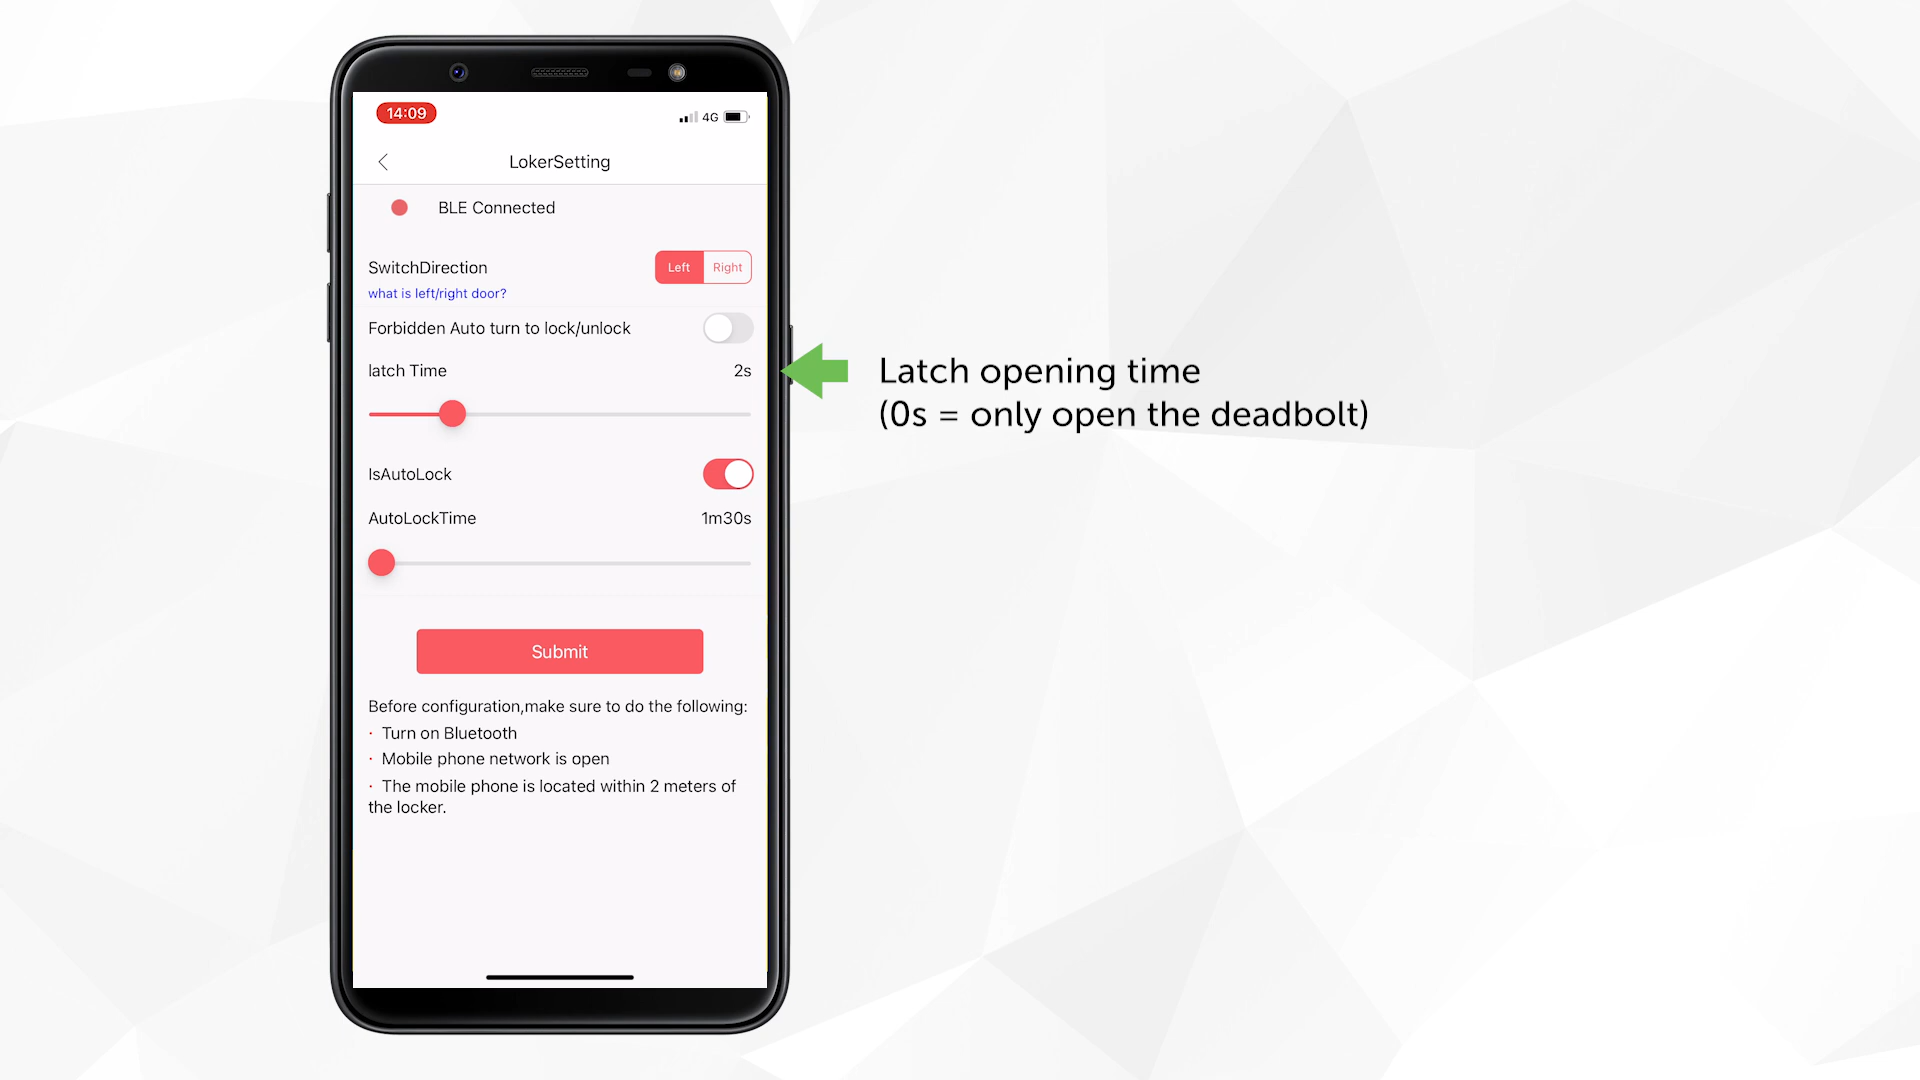 14:09
4G
LokerSetting
BLE Connected
SwitchDirection
Left Right
what is left/right door?
Forbidden Auto turn to lock/unlock
latch Time 2s
Latch opening time
(0s = only open the deadbolt)
IsAutoLock
AutoLockTime 1m30s
Submit
Before configuration,make sure to do the following:
· Turn on Bluetooth
· Mobile phone network is open
· The mobile phone is located within 2 meters of
the locker.